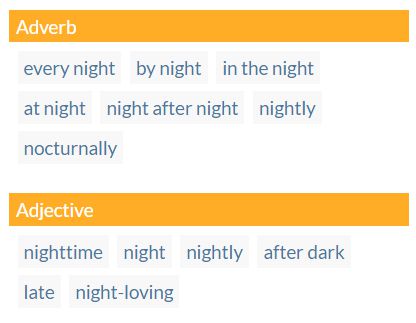 Adverb
every night by night in the night
at night night after night nightly
nocturnally
Adjective
nighttime night nightly after dark
late night-loving